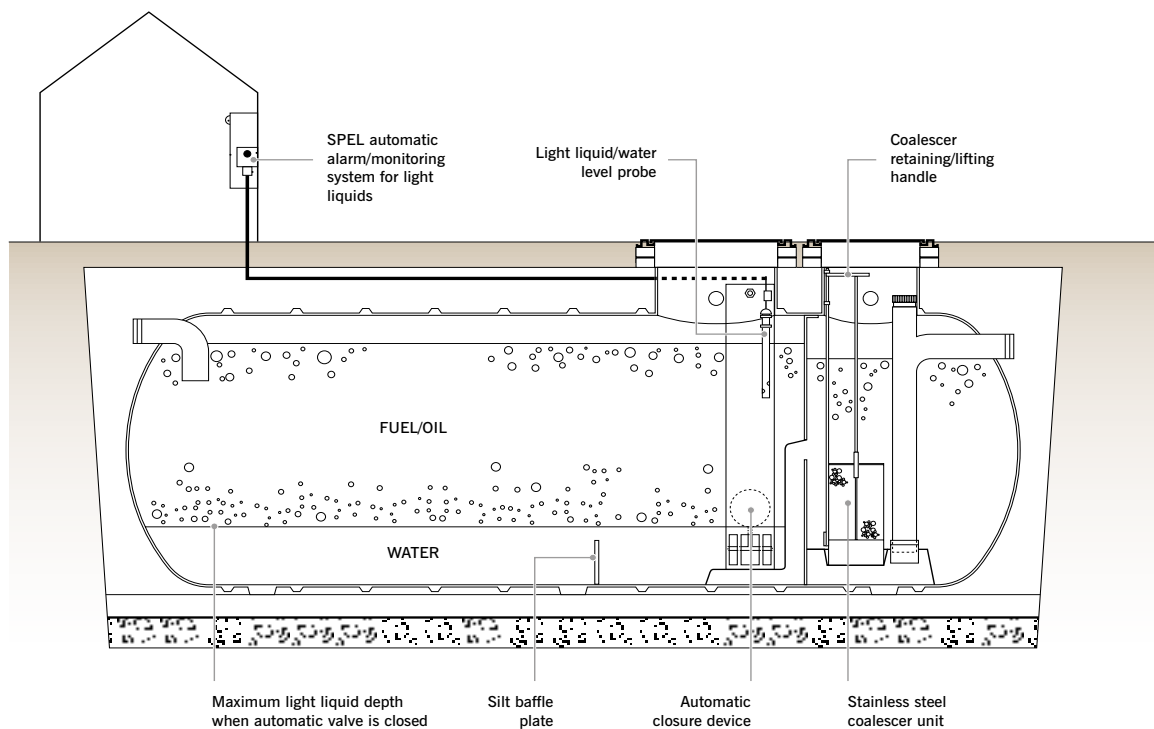 SPEL automatic
alarm/monitoring
system for light
liquids
Light liquid/water
level probe
Coalescer
retaining/lifting
handle
FUEL/OIL
WATER
Maximum light liquid depth
when automatic valve is closed
Silt baffle
plate
Automatic
closure device
Stainless steel
coalescer unit